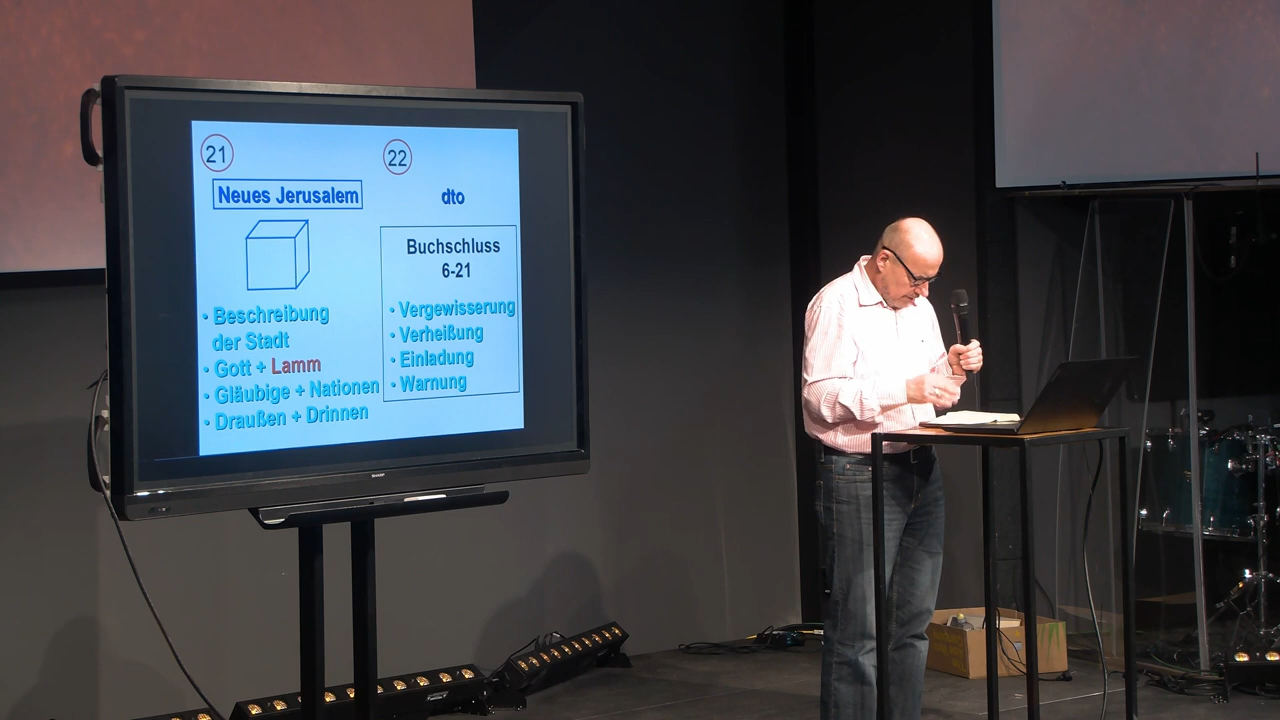 21
Neues Jerusalem
• Beschreibung
der Stadt
• Gott + Lamm
• Gläubige + Nationen
• Draußen + Drinnen
22
dto
Buchschluss
6-21
• Vergewisserung
• Verheißung
• Einladung
• Warnung
SHARP